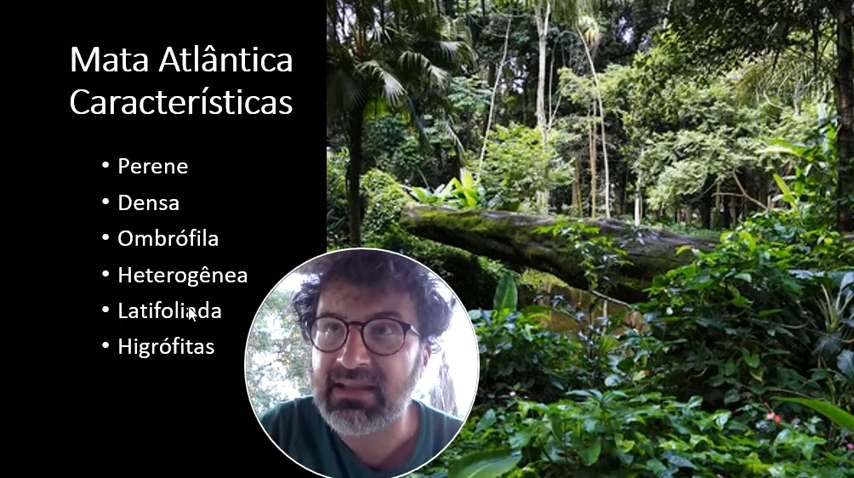 Mata Atlântica
Características
• Perene
• Densa
• Ombrófila
• Heterogênea
• Latifoliada
• Higrófitas